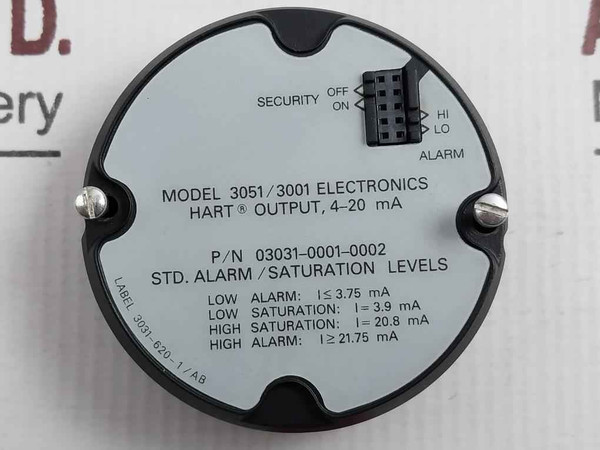 D.
ery
SECURITY OFF
ON
HI
LO
ALARM
MODEL 3051/3001 ELECTRONICS
HART ® OUTPUT, 4–20 mA
P/N 03031–0001–0002
STD. ALARM/SATURATION LEVELS
LOW ALARM: I ≤ 3.75 mA
LOW SATURATION: I = 3.9 mA
HIGH SATURATION: I = 20.8 mA
HIGH ALARM: I ≥ 21.75 mA
LABEL 3031-620-1/AB